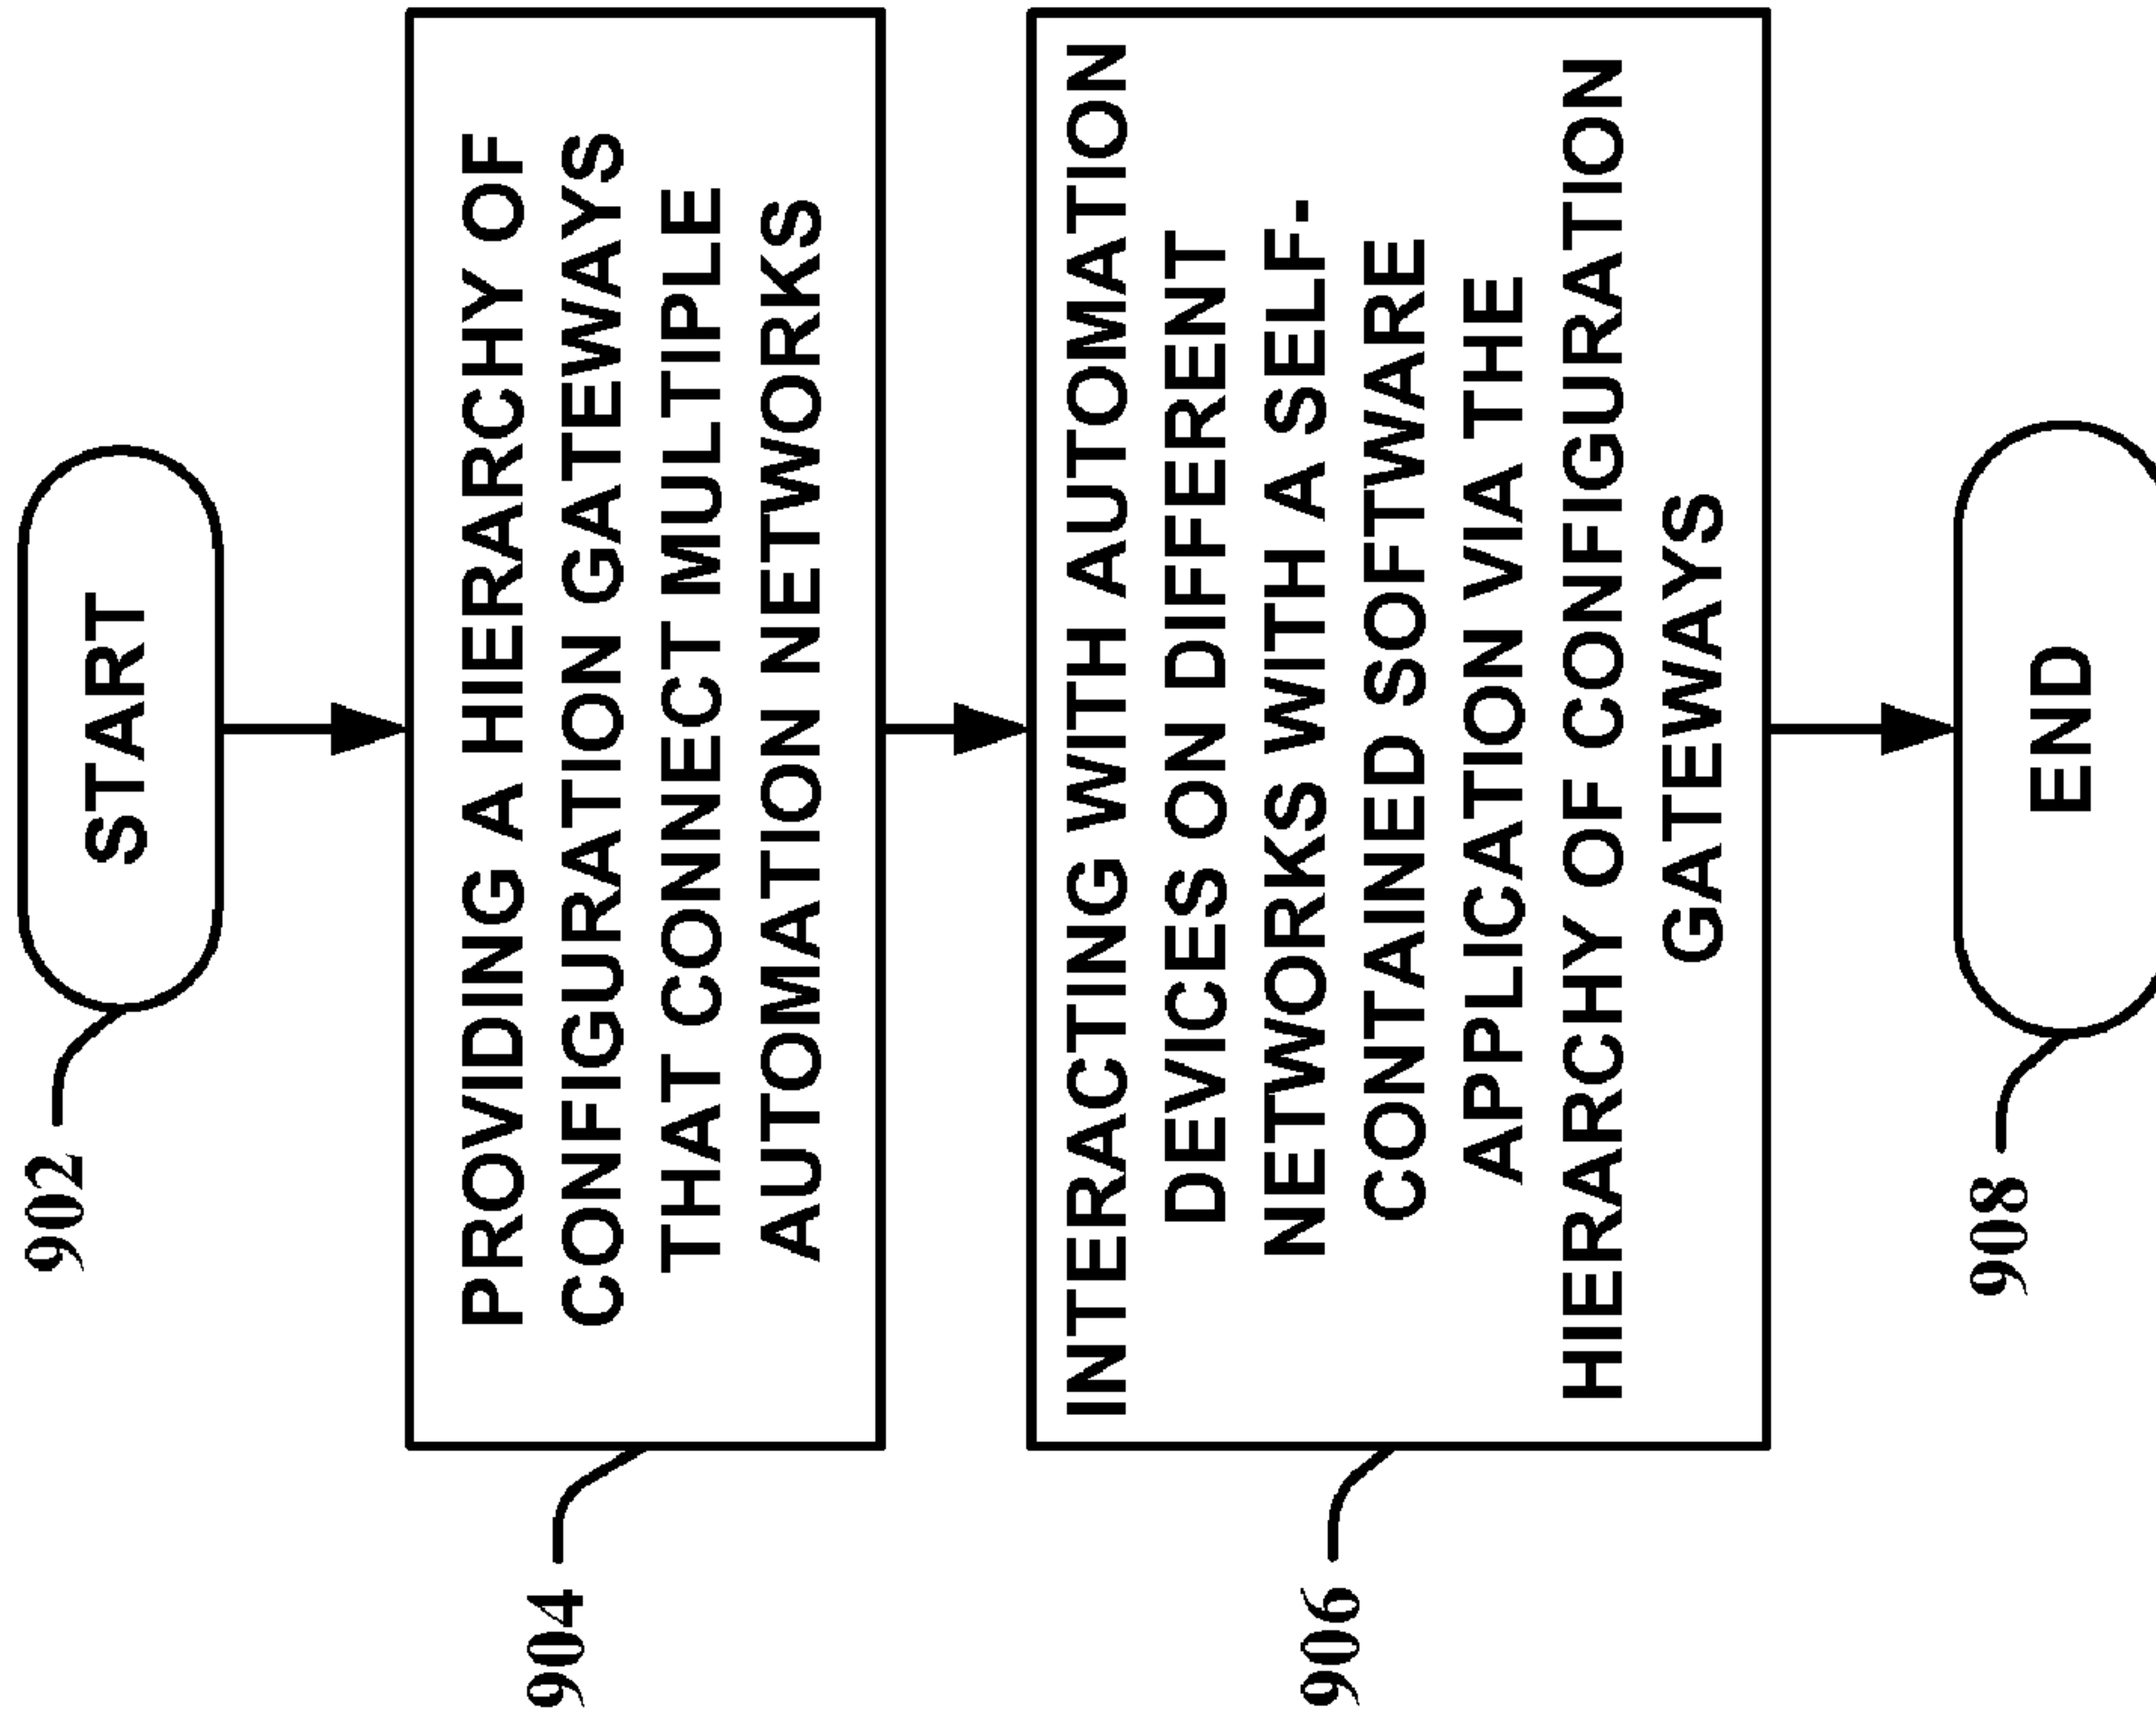 START
902
PROVIDING A HIERARCHY OF
CONFIGURATION GATEWAYS
THAT CONNECT MULTIPLE
AUTOMATION NETWORKS
904
INTERACTING WITH AUTOMATION
DEVICES ON DIFFERENT
NETWORKS WITH A SELF-
CONTAINED SOFTWARE
APPLICATION VIA THE
HIERARCHY OF CONFIGURATION
GATEWAYS
906
END
908